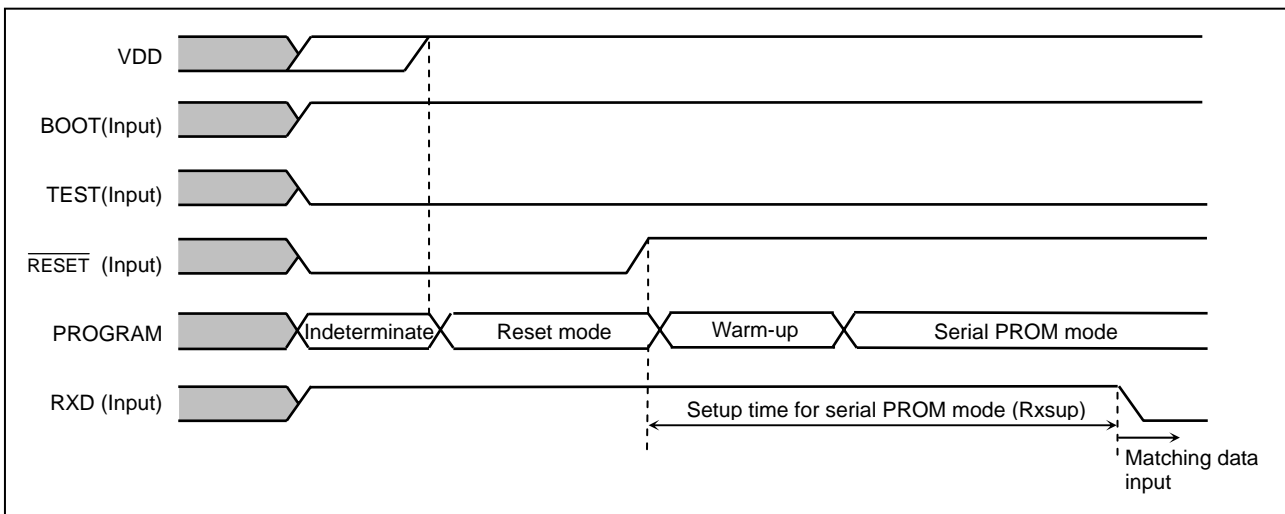 VDD
BOOT(Input)
TEST(Input)
RESET (Input)
PROGRAM
Indeterminate
Reset mode
Warm-up
Serial PROM mode
RXD (Input)
Setup time for serial PROM mode (Rxsup)
Matching data
input